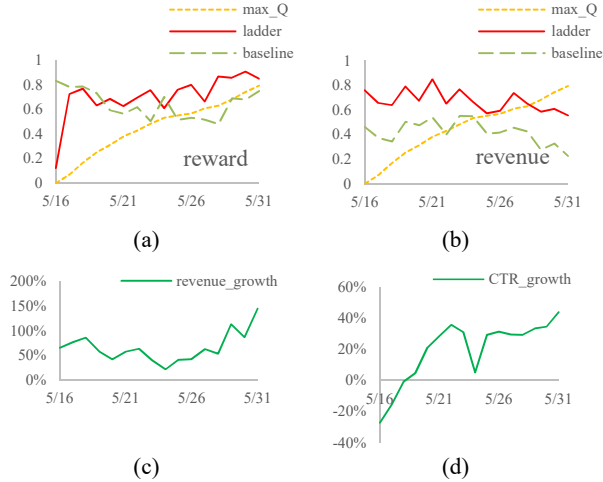 max_Q
ladder
baseline
1
0.8
0.6
0.4
0.2
0
reward
5/16 5/21 5/26 5/31
(a)
max_Q
ladder
baseline
1
0.8
0.6
0.4
0.2
0
revenue
5/16 5/21 5/26 5/31
(b)
revenue_growth
200%
150%
100%
50%
0%
5/16 5/21 5/26 5/31
(c)
CTR_growth
60%
40%
20%
0%
-20%
-40%
5/16 5/21 5/26 5/31
(d)